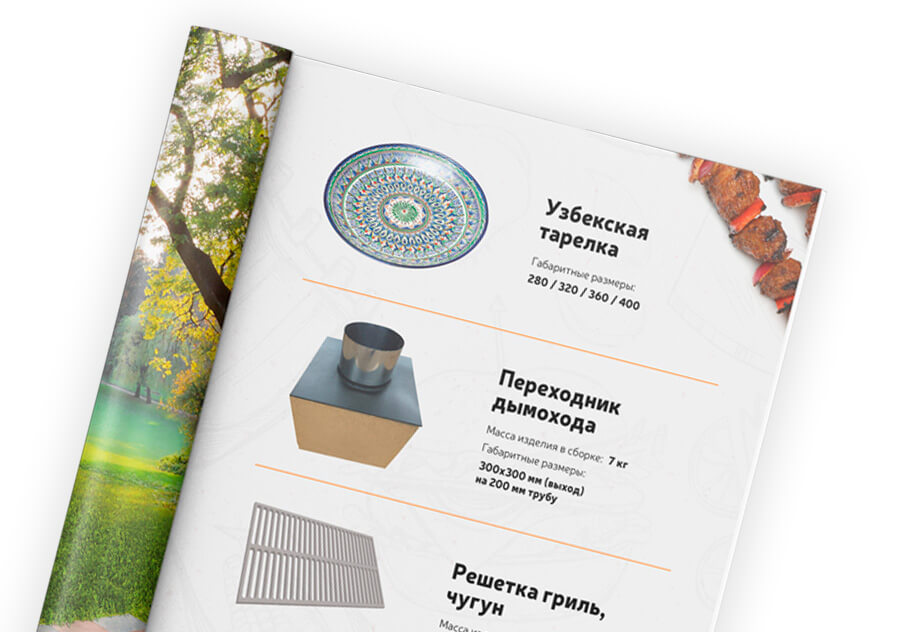 Узбекская
тарелка
Габаритные размеры:
280 / 320 / 360 / 400
Переходник
дымохода
Масса изделия в сборке: 7 кг
Габаритные размеры:
300х300 мм (выход)
на 200 мм трубу
Решетка гриль,
чугун
Масса